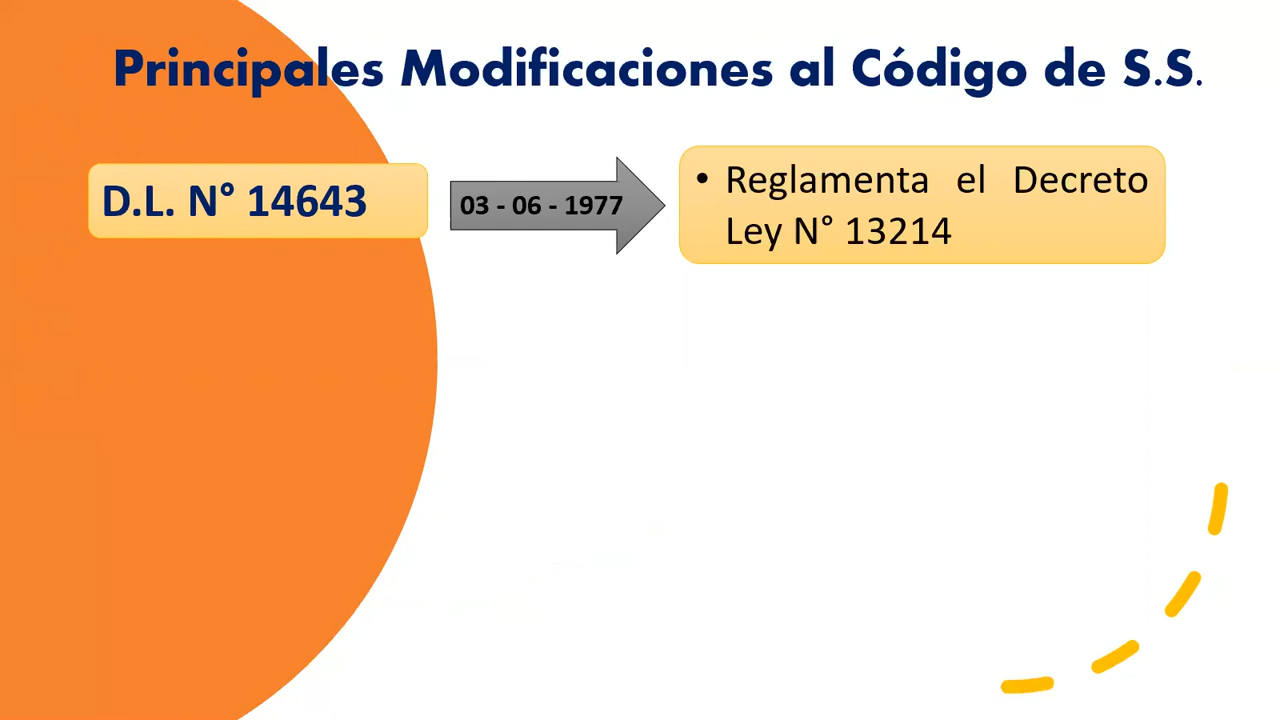 Principales Modificaciones al Código de S.S.
D.L. N° 14643
03 - 06 - 1977
• Reglamenta el Decreto
Ley N° 13214